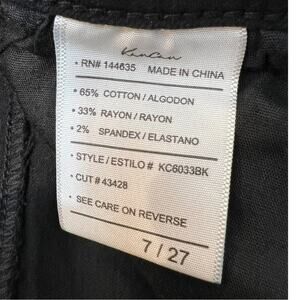 KanCan
• RN# 144635 MADE IN CHINA
• 65% COTTON / ALGODON
• 33% RAYON / RAYON
• 2% SPANDEX / ELASTANO
• STYLE / ESTILO # KC6033BK
• CUT # 43428
• SEE CARE ON REVERSE
7 / 27